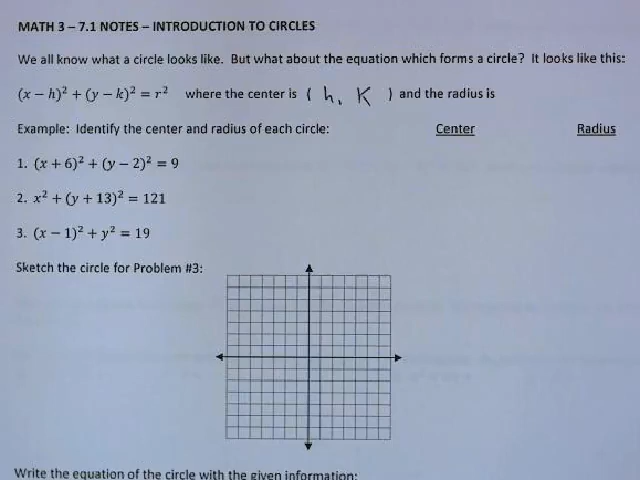 MATH 3 – 7.1 NOTES – INTRODUCTION TO CIRCLES
We all know what a circle looks like. But what about the equation which forms a circle? It looks like this:
(x − h)² + (y − k)² = r² where the center is ( h, K ) and the radius is
Example: Identify the center and radius of each circle: Center Radius
1. (x + 6)² + (y − 2)² = 9
2. x² + (y + 13)² = 121
3. (x − 1)² + y² = 19
Sketch the circle for Problem #3:
Write the equation of the circle with the given information: